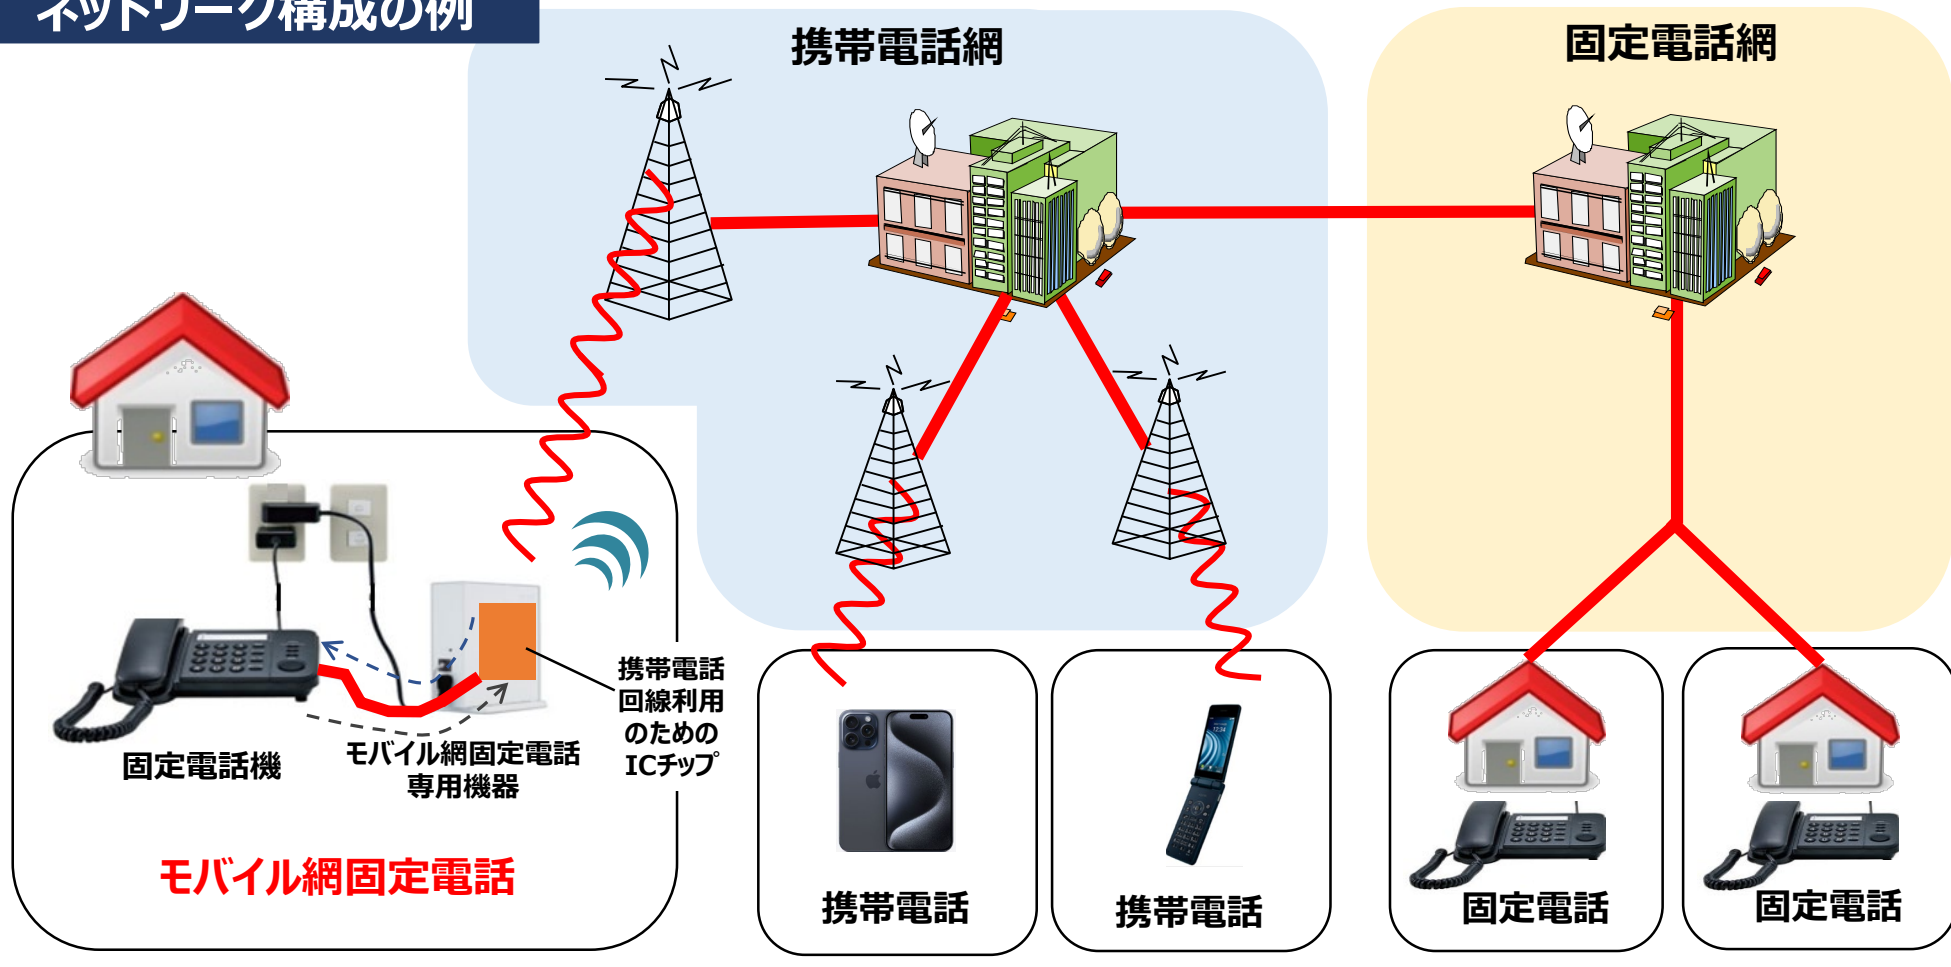 ネットワーク構成の例
携帯電話網
固定電話網
携帯電話
回線利用
のための
ICチップ
固定電話機
モバイル網固定電話
専用機器
モバイル網固定電話
携帯電話
携帯電話
固定電話
固定電話